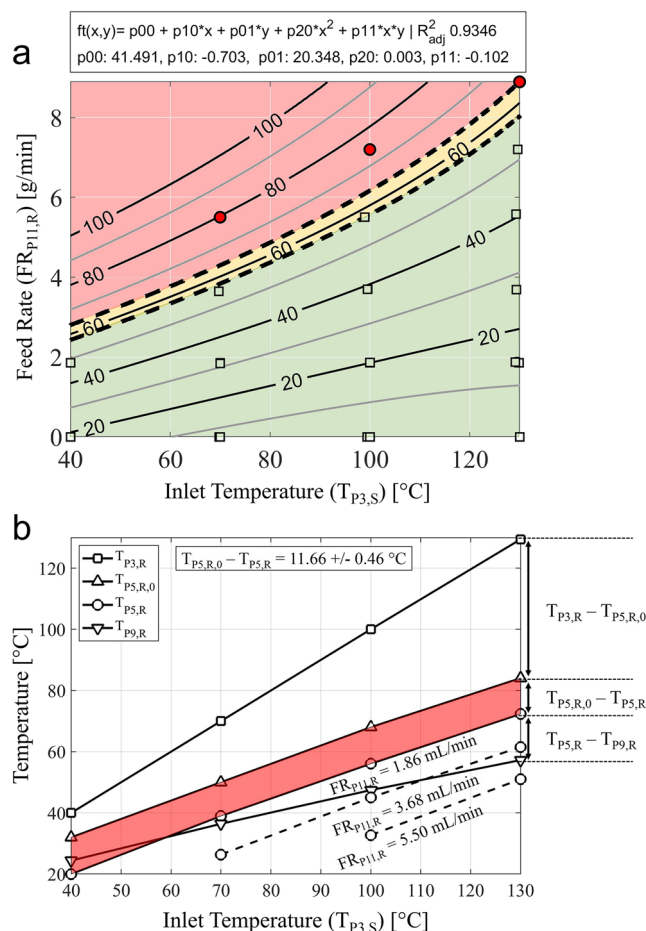 ft(x,y)= p00 + p10*x + p01*y + p20*x² + p11*x*y | R²adj 0.9346
p00: 41.491, p10: -0.703, p01: 20.348, p20: 0.003, p11: -0.102
a
Feed Rate (FR_P11,R) [g/min]
8
6
4
2
0
100
100
80
80
60
60
60
40
40
40
20
20
20
40
60
80
100
120
Inlet Temperature (T_P3,S) [°C]
b
T_P3,R
T_P5,R,0
T_P5,R
T_P9,R
T_P5,R,0 – T_P5,R = 11.66 +/- 0.46 °C
Temperature [°C]
120
100
80
60
40
20
T_P3,R – T_P5,R,0
T_P5,R,0 – T_P5,R
T_P5,R – T_P9,R
FR_P11,R = 1.86 mL/min
FR_P11,R = 3.68 mL/min
FR_P11,R = 5.50 mL/min
40
50
60
70
80
90
100
110
120
130
Inlet Temperature (T_P3,S) [°C]